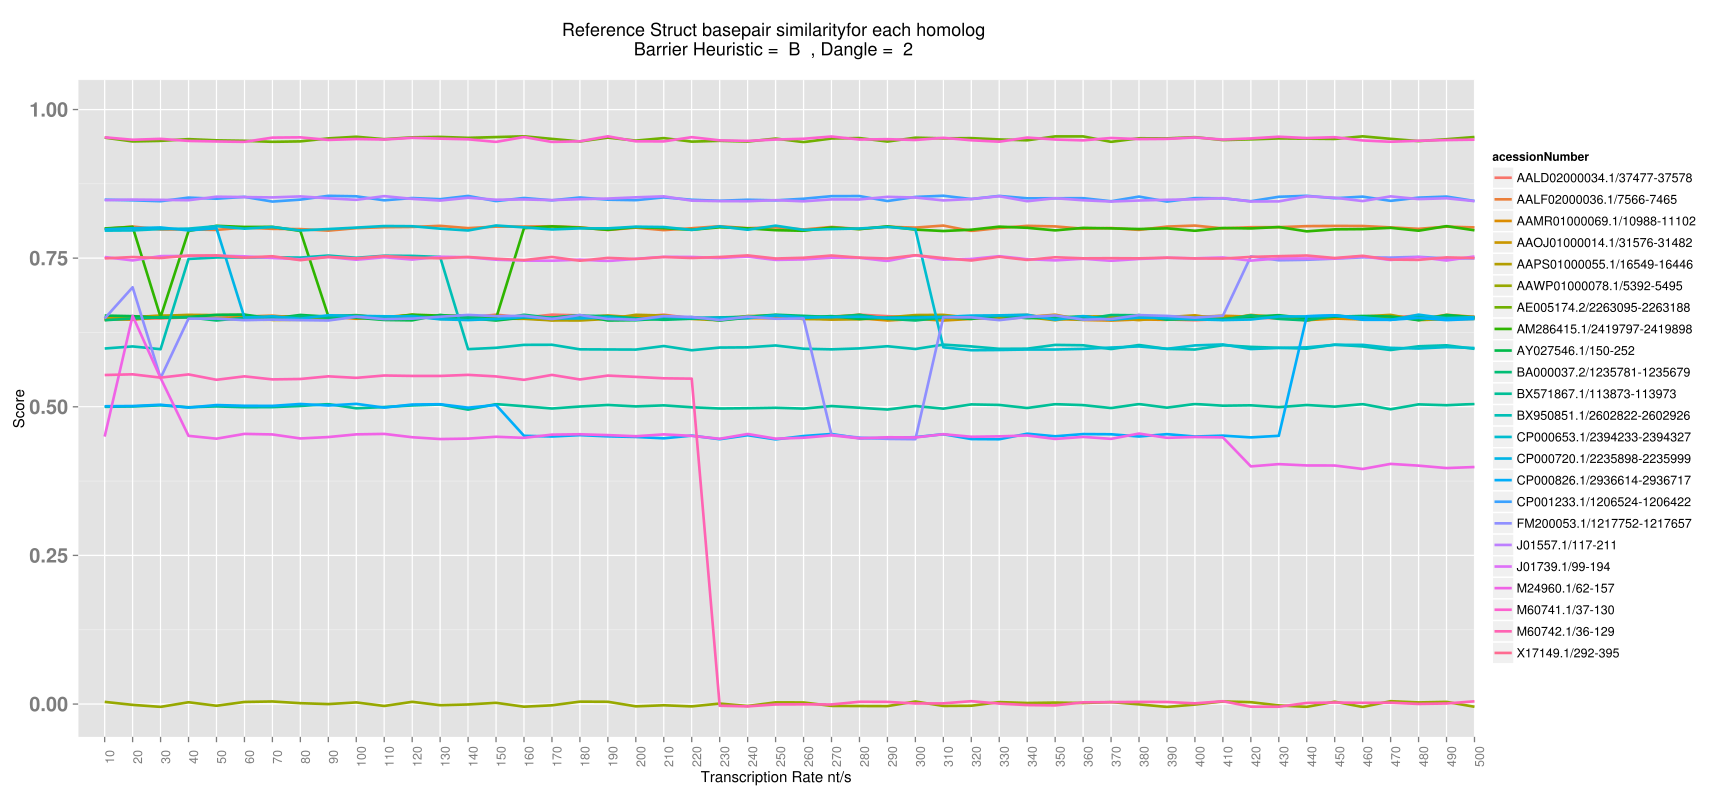 Reference Struct basepair similarityfor each homolog
Barrier Heuristic = B , Dangle = 2
1.00
0.75
0.50
0.25
0.00
Score
10 20 30 40 50 60 70 80 90 100 110 120 130 140 150 160 170 180 190 200 210 220 230 240 250 260 270 280 290 300 310 320 330 340 350 360 370 380 390 400 410 420 430 440 450 460 470 480 490 500
Transcription Rate nt/s
acessionNumber
AALD02000034.1/37477-37578
AALF02000036.1/7566-7465
AAMR01000069.1/10988-11102
AAOJ01000014.1/31576-31482
AAPS01000055.1/16549-16446
AAWP01000078.1/5392-5495
AE005174.2/2263095-2263188
AM286415.1/2419797-2419898
AY027546.1/150-252
BA000037.2/1235781-1235679
BX571867.1/113873-113973
BX950851.1/2602822-2602926
CP000653.1/2394233-2394327
CP000720.1/2235898-2235999
CP000826.1/2936614-2936717
CP001233.1/1206524-1206422
FM200053.1/1217752-1217657
J01557.1/117-211
J01739.1/99-194
M24960.1/62-157
M60741.1/37-130
M60742.1/36-129
X17149.1/292-395